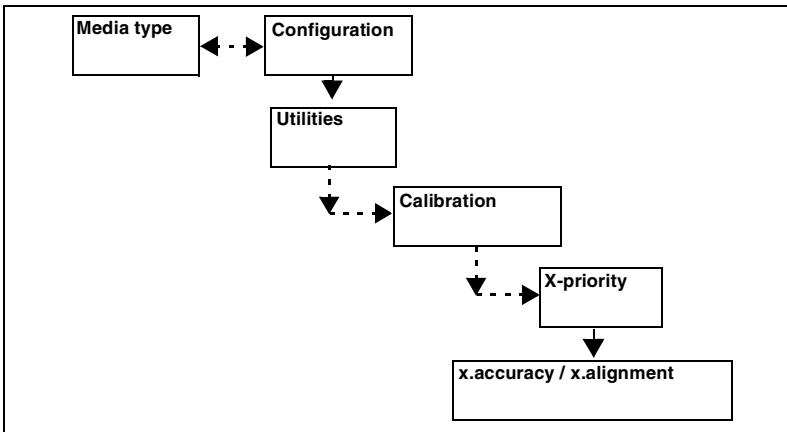 Media type
Configuration
Utilities
Calibration
X-priority
x.accuracy / x.alignment